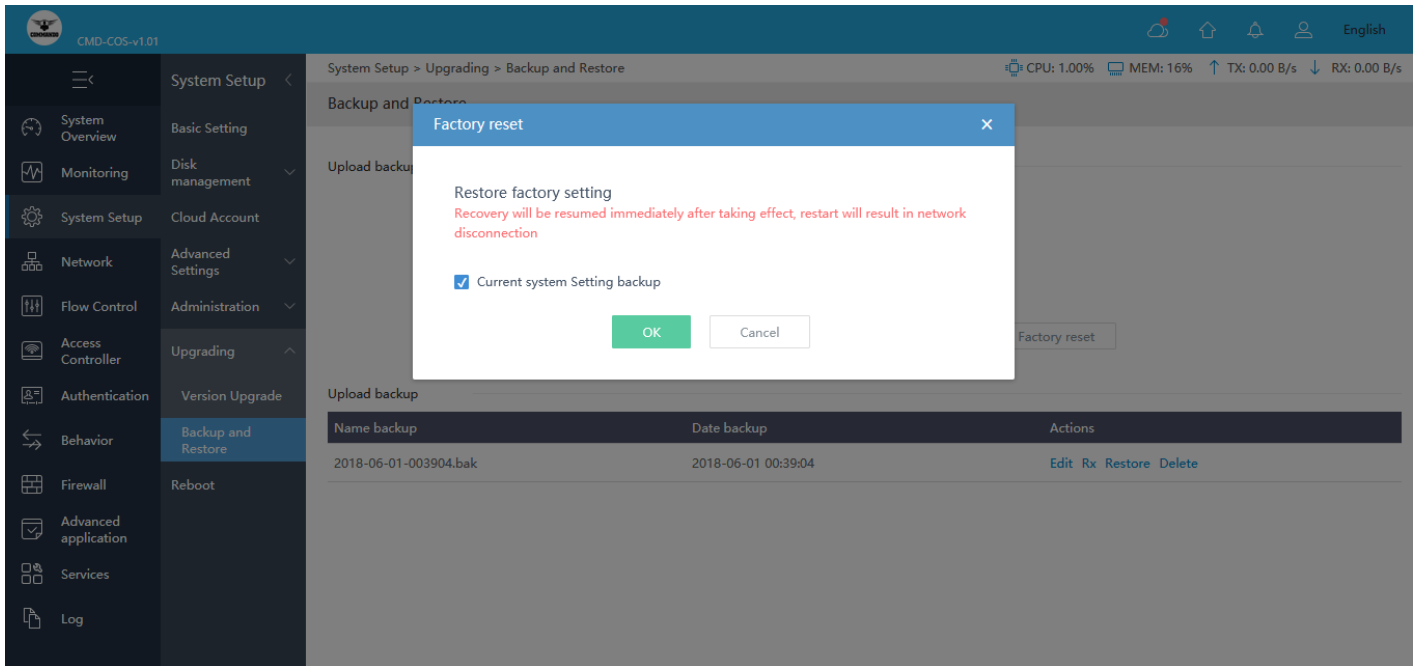 COMMANDO
CMD-COS-v1.01
English
System Setup
System Setup > Upgrading > Backup and Restore
CPU: 1.00%
MEM: 16%
TX: 0.00 B/s
RX: 0.00 B/s
System Overview
Monitoring
System Setup
Network
Flow Control
Access
Controller
Authentication
Behavior
Firewall
Advanced
application
Services
Log
Basic Setting
Disk
management
Cloud Account
Advanced
Settings
Administration
Upgrading
Version Upgrade
Backup and
Restore
Reboot
Backup and Restore
Upload backup
Factory reset
Restore factory setting
Recovery will be resumed immediately after taking effect, restart will result in network
disconnection
Current system Setting backup
OK
Cancel
Factory reset
Upload backup
Name backup
Date backup
Actions
2018-06-01-003904.bak
2018-06-01 00:39:04
Edit Rx Restore Delete